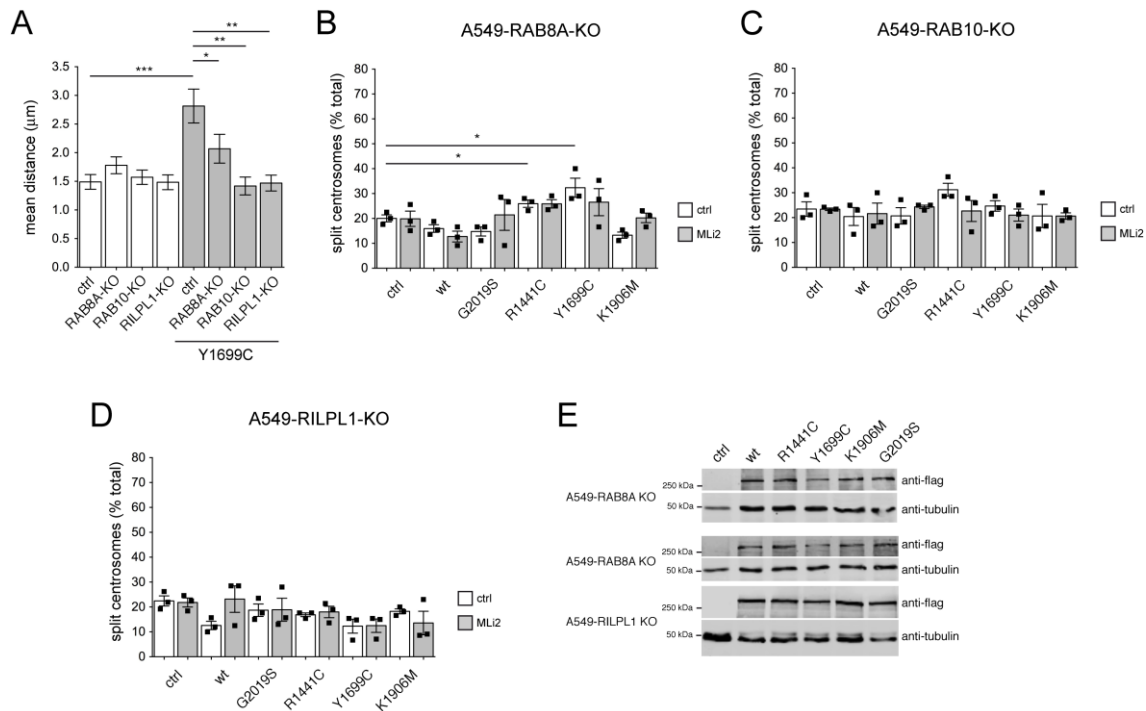 A
mean distance (µm)
3.5
3.0
2.5
2.0
1.5
1.0
0.5
0.0
***
**
**
*
ctrl
RAB8A-KO
RAB10-KO
RILPL1-KO
ctrl
RAB8A-KO
RAB10-KO
RILPL1-KO
Y1699C
B
A549-RAB8A-KO
split centrosomes (% total)
80
70
60
50
40
30
20
10
0
*
*
ctrl
wt
G2019S
R1441C
Y1699C
K1906M
ctrl
MLi2
C
A549-RAB10-KO
split centrosomes (% total)
80
70
60
50
40
30
20
10
0
ctrl
wt
G2019S
R1441C
Y1699C
K1906M
ctrl
MLi2
D
A549-RILPL1-KO
split centrosomes (% total)
80
70
60
50
40
30
20
10
0
ctrl
wt
G2019S
R1441C
Y1699C
K1906M
ctrl
MLi2
E
ctrl wt R1441C Y1699C K1906M G2019S
A549-RAB8A KO
250 kDa
anti-flag
50 kDa
anti-tubulin
A549-RAB8A KO
250 kDa
anti-flag
50 kDa
anti-tubulin
A549-RILPL1 KO
250 kDa
anti-flag
50 kDa
anti-tubulin